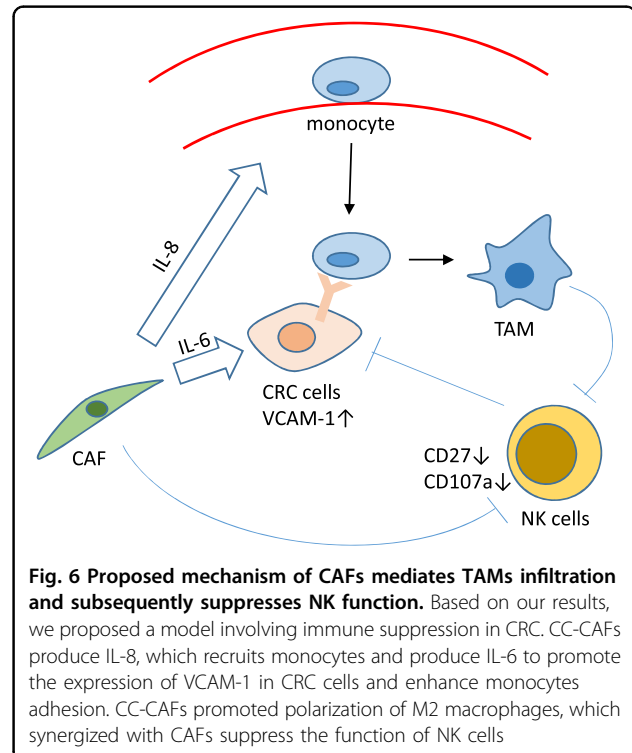 monocyte
IL-8
IL-6
TAM
CRC cells
VCAM-1↑
CAF
CD27↓
CD107a↓
NK cells
Fig. 6 Proposed mechanism of CAFs mediates TAMs infiltration
and subsequently suppresses NK function. Based on our results,
we proposed a model involving immune suppression in CRC. CC-CAFs
produce IL-8, which recruits monocytes and produce IL-6 to promote
the expression of VCAM-1 in CRC cells and enhance monocytes
adhesion. CC-CAFs promoted polarization of M2 macrophages, which
synergized with CAFs suppress the function of NK cells